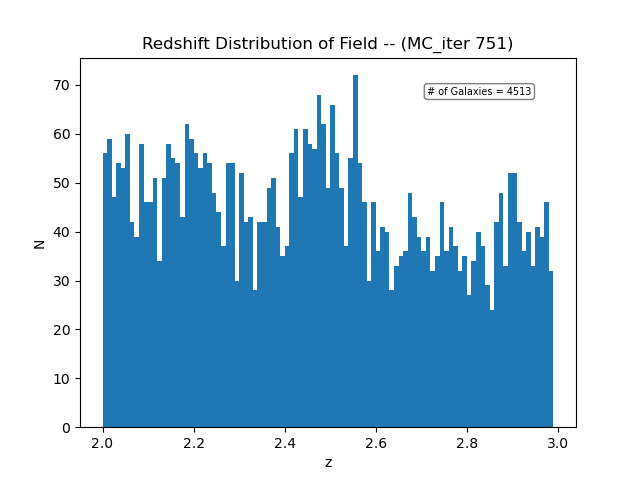 Redshift Distribution of Field -- (MC_iter 751)
# of Galaxies = 4513
70
60
50
40
30
20
10
0
N
2.0 2.2 2.4 2.6 2.8 3.0
z